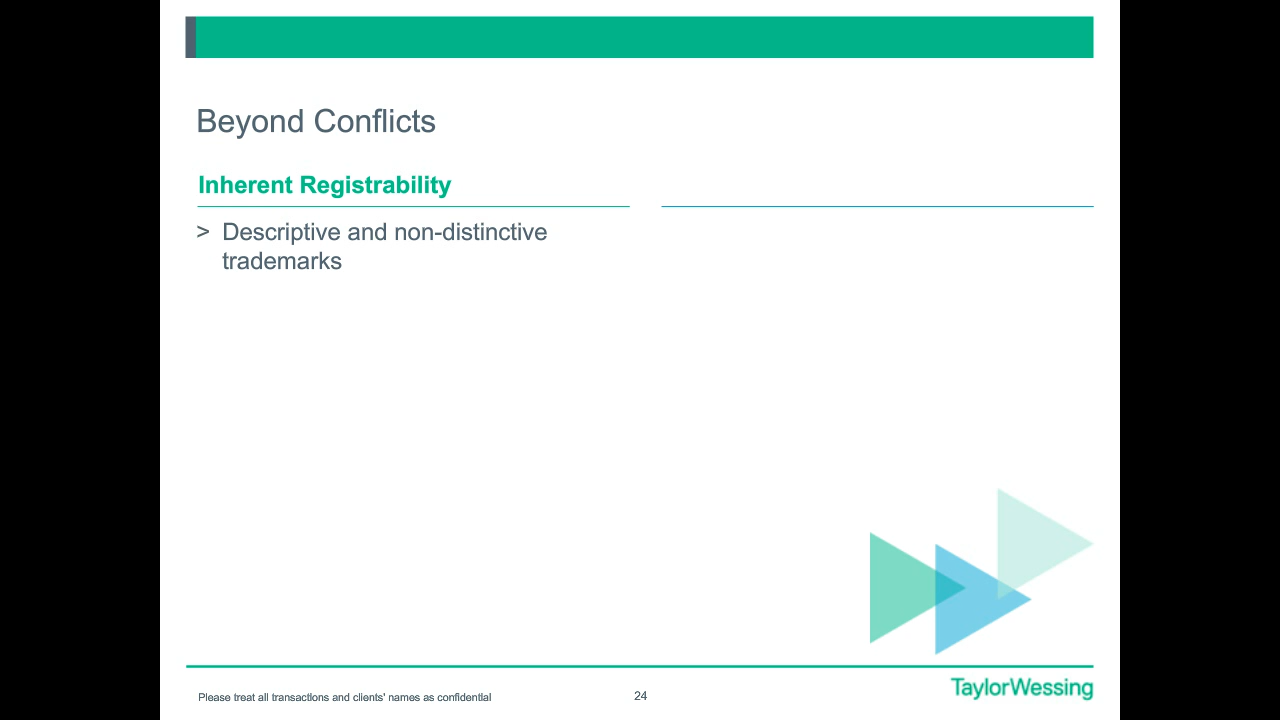 Beyond Conflicts
Inherent Registrability
> Descriptive and non-distinctive
trademarks
Please treat all transactions and clients' names as confidential
24
TaylorWessing